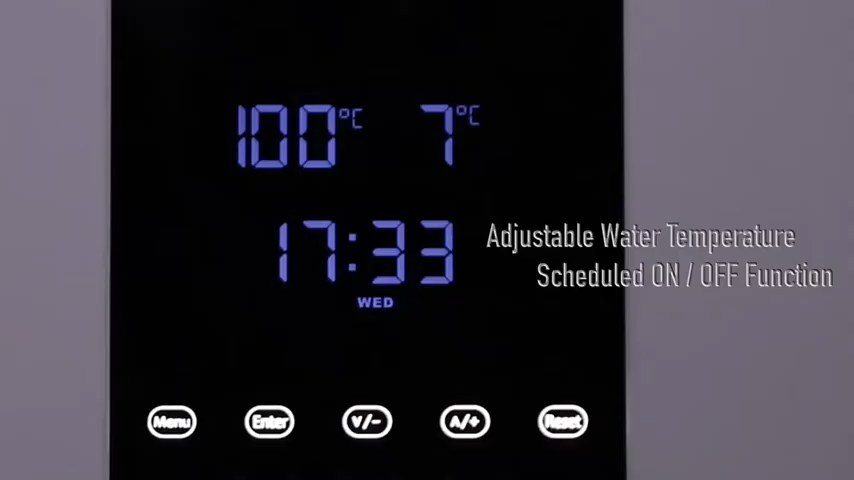 100°C 7°C
17:33
WED
Adjustable Water Temperature
Scheduled ON / OFF Function
Menu Enter V/- Λ/+ Reset